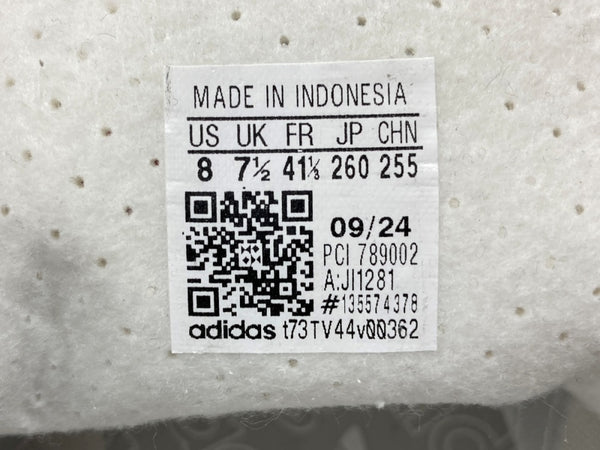 MADE IN INDONESIA
US UK FR JP CHN
8 7½ 41⅓ 260 255
09/24
PCI 789002
A:JI1281
#135574378
adidas t73TV44v00362